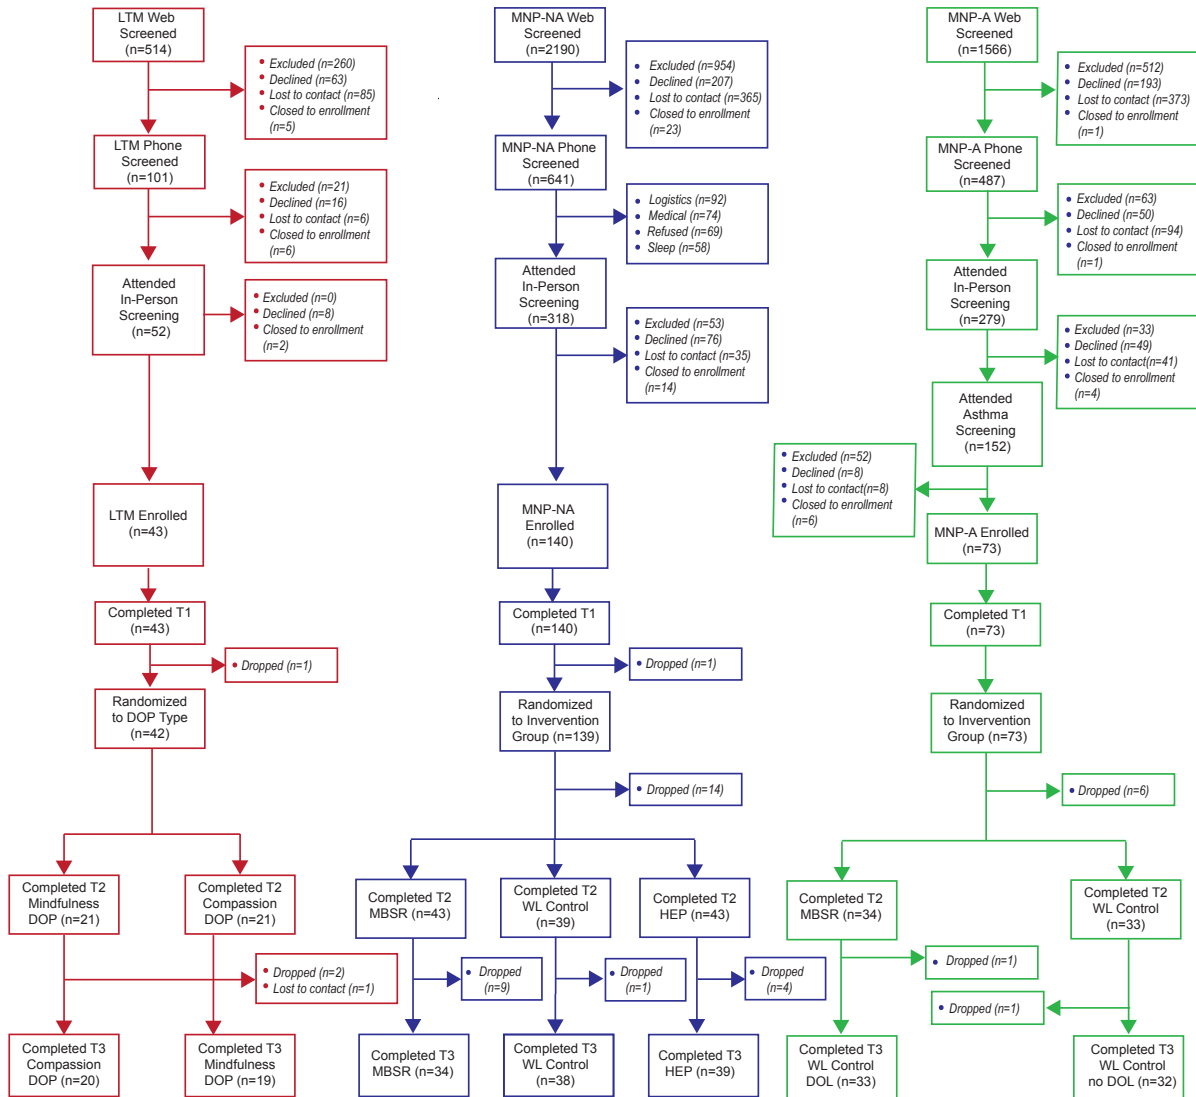 LTM Web
Screened
(n=514)
• Excluded (n=260)
• Declined (n=63)
• Lost to contact (n=85)
• Closed to enrollment
(n=5)
LTM Phone
Screened
(n=101)
• Excluded (n=21)
• Declined (n=16)
• Lost to contact (n=6)
• Closed to enrollment
(n=6)
Attended
In-Person
Screening
(n=52)
• Excluded (n=0)
• Declined (n=8)
• Closed to enrollment
(n=2)
LTM Enrolled
(n=43)
Completed T1
(n=43)
• Dropped (n=1)
Randomized
to DOP Type
(n=42)
Completed T2
Mindfulness
DOP (n=21)
Completed T2
Compassion
DOP (n=21)
• Dropped (n=2)
• Lost to contact (n=1)
Completed T3
Compassion
DOP (n=20)
Completed T3
Mindfulness
DOP (n=19)
MNP-NA Web
Screened
(n=2190)
• Excluded (n=954)
• Declined (n=207)
• Lost to contact (n=365)
• Closed to enrollment
(n=23)
MNP-NA Phone
Screened
(n=641)
• Logistics (n=92)
• Medical (n=74)
• Refused (n=69)
• Sleep (n=58)
Attended
In-Person
Screening
(n=318)
• Excluded (n=53)
• Declined (n=76)
• Lost to contact (n=35)
• Closed to enrollment
(n=14)
MNP-NA
Enrolled
(n=140)
Completed T1
(n=140)
• Dropped (n=1)
Randomized
to Invervention
Group (n=139)
• Dropped (n=14)
Completed T2
MBSR (n=43)
Completed T2
WL Control
(n=39)
Completed T2
HEP (n=43)
• Dropped
(n=9)
• Dropped
(n=1)
• Dropped
(n=4)
Completed T3
MBSR (n=34)
Completed T3
WL Control
(n=38)
Completed T3
HEP (n=39)
MNP-A Web
Screened
(n=1566)
• Excluded (n=512)
• Declined (n=193)
• Lost to contact (n=373)
• Closed to enrollment
(n=1)
MNP-A Phone
Screened
(n=487)
• Excluded (n=63)
• Declined (n=50)
• Lost to contact (n=94)
• Closed to enrollment
(n=1)
Attended
In-Person
Screening
(n=279)
• Excluded (n=33)
• Declined (n=49)
• Lost to contact(n=41)
• Closed to enrollment
(n=4)
Attended
Asthma
Screening
(n=152)
• Excluded (n=52)
• Declined (n=8)
• Lost to contact(n=8)
• Closed to enrollment
(n=6)
MNP-A Enrolled
(n=73)
Completed T1
(n=73)
Randomized
to Invervention
Group (n=73)
• Dropped (n=6)
Completed T2
MBSR (n=34)
Completed T2
WL Control
(n=33)
• Dropped (n=1)
• Dropped (n=1)
Completed T3
WL Control
DOL (n=33)
Completed T3
WL Control
no DOL (n=32)